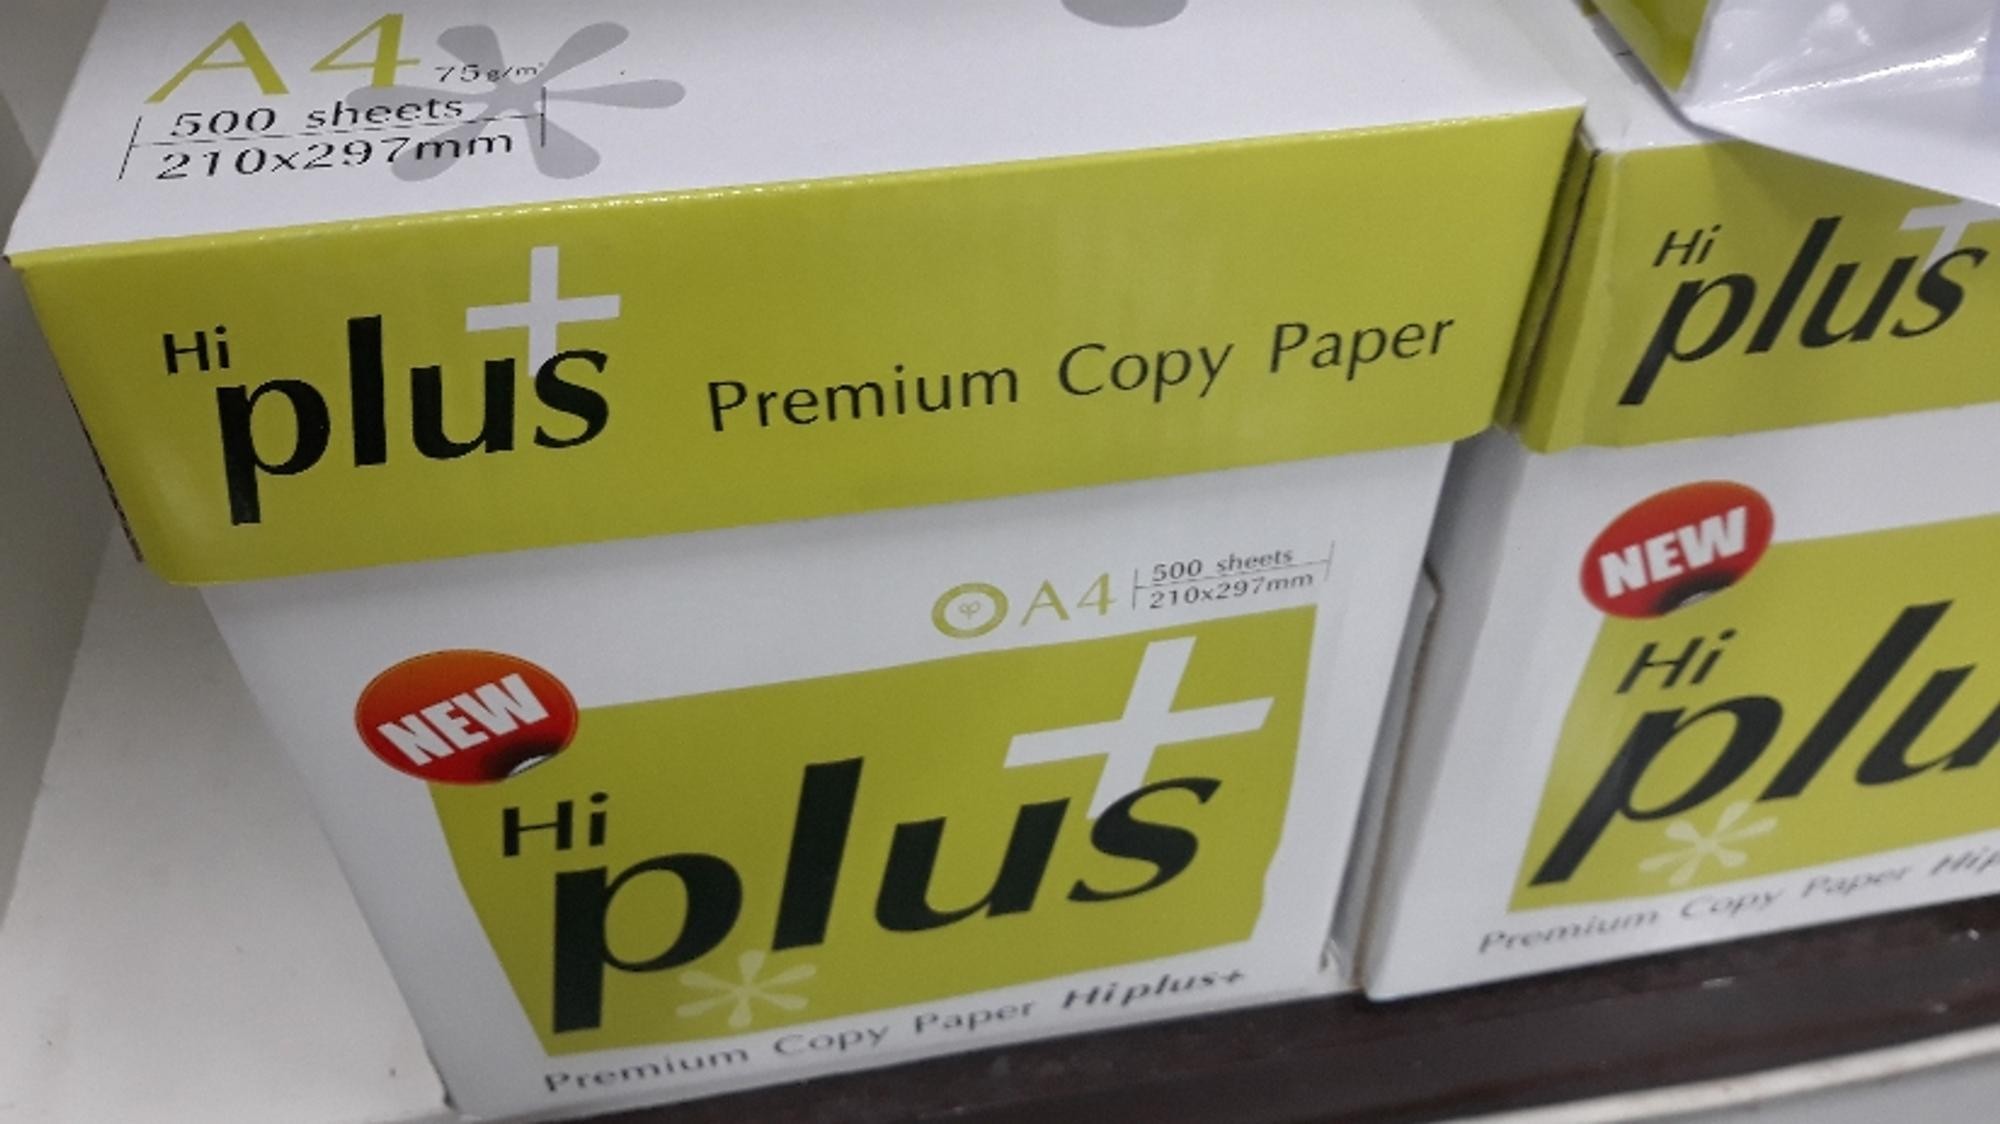 A4 75g/m²
500 sheets
210x297mm
Hi
plus+
Premium Copy Paper
A4
500 sheets
210x297mm
NEW
Hi
plus+
Premium Copy Paper Hiplus+
Hi
plus+
NEW
Hi
plu
Premium Copy Paper Hip